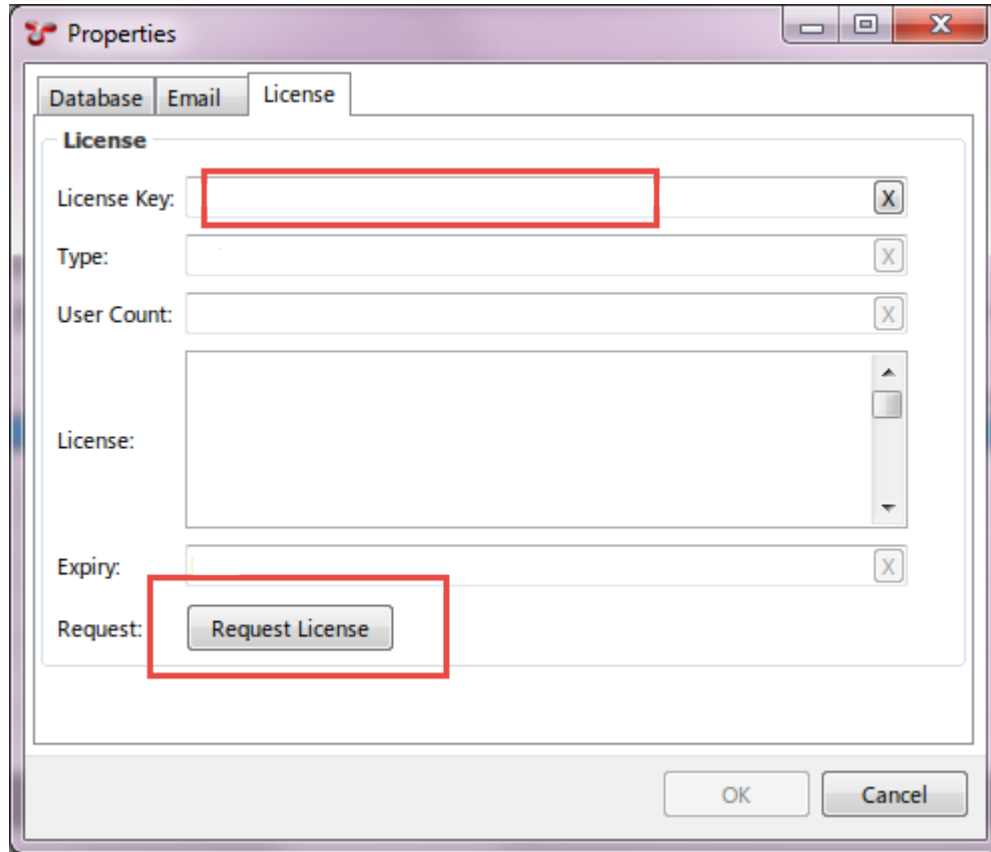 Properties
Database Email License
License
License Key: X
Type: X
User Count: X
License:
Expiry: X
Request: Request License
OK Cancel